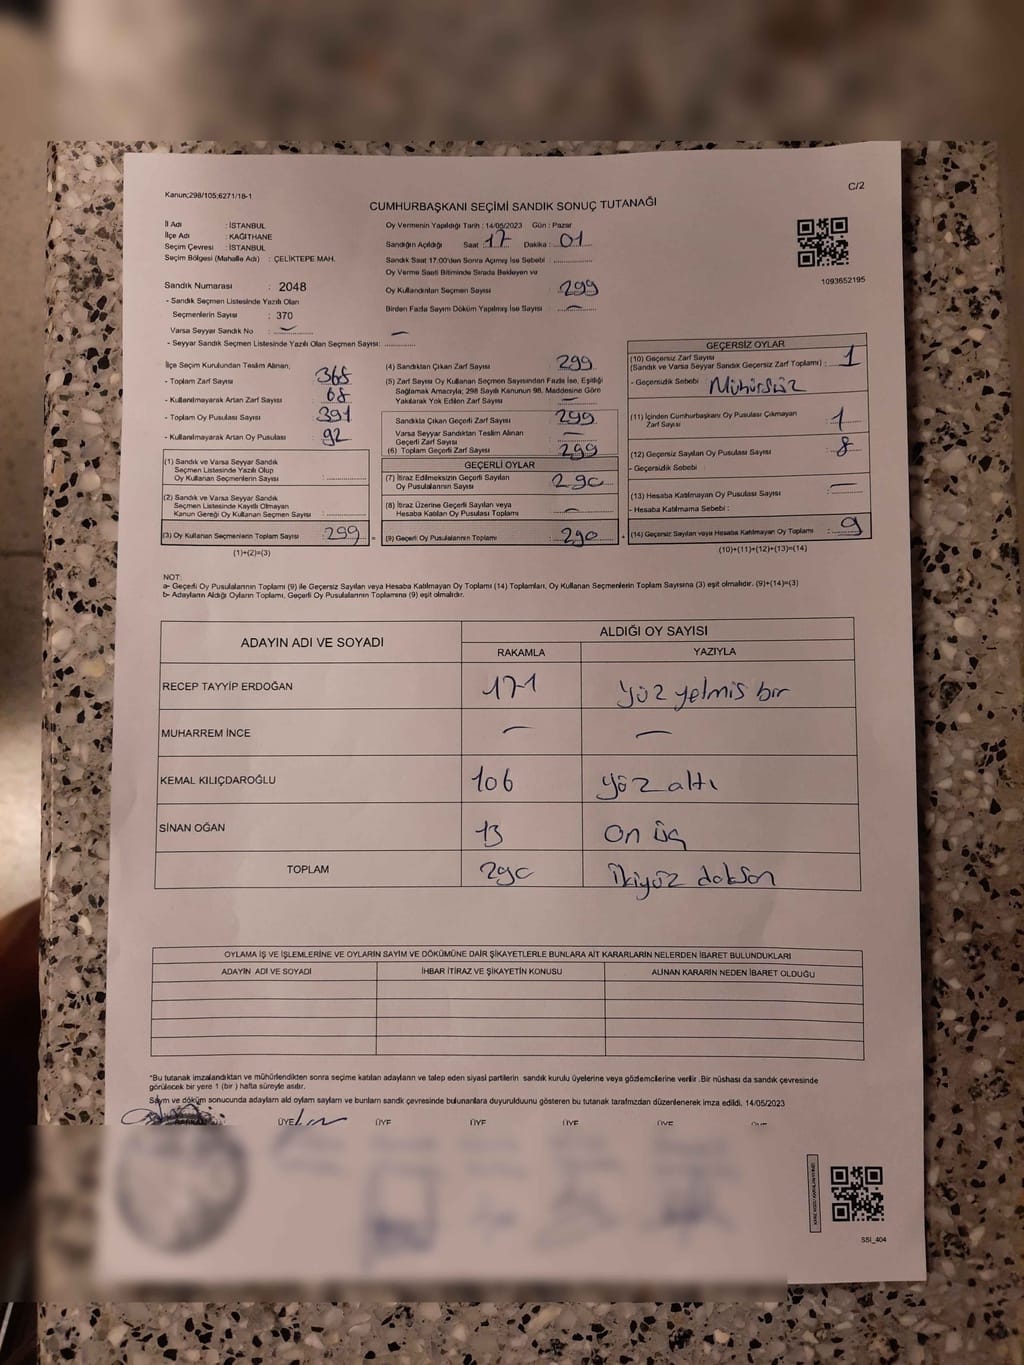 Kanun;298/105;6271/18-1
C/2
CUMHURBAŞKANI SEÇİMİ SANDIK SONUÇ TUTANAĞI
İl Adı : İSTANBUL
İlçe Adı : KAĞITHANE
Seçim Çevresi : İSTANBUL
Seçim Bölgesi (Mahalle Adı) : ÇELİKTEPE MAH.
Oy Vermenin Yapıldığı Tarih : 14/05/2023 Gün : Pazar
Sandığın Açıldığı Saat 17 Dakika : 01
Sandık Saat 17:00'den Sonra Açımış İse Sebebi :
Oy Verme Saati Bitiminde Sırada Bekleyen ve
Oy Kullandırılan Seçmen Sayısı : 299
Birden Fazla Sayım Döküm Yapılmış İse Sayısı : —
1093652195
Sandık Numarası : 2048
- Sandık Seçmen Listesinde Yazılı Olan
Seçmenlerin Sayısı : 370
Varsa Seyyar Sandık No : —
- Seyyar Sandık Seçmen Listesinde Yazılı Olan Seçmen Sayısı: —
İlçe Seçim Kurulundan Teslim Alınan;
- Toplam Zarf Sayısı : 368
- Kullanılmayarak Artan Zarf Sayısı : 68
- Toplam Oy Pusulası Sayısı : 391
- Kullanılmayarak Artan Oy Pusulası : 92
(1) Sandık ve Varsa Seyyar Sandık
Seçmen Listesinde Yazılı Olup
Oy Kullanan Seçmenlerin Sayısı :
(2) Sandık ve Varsa Seyyar Sandık
Seçmen Listesinde Kayıtlı Olmayan
Kanun Gereği Oy Kullanan Seçmen Sayısı :
(3) Oy Kullanan Seçmenlerin Toplam Sayısı : 299 =
(1)+(2)=(3)
(4) Sandıktan Çıkan Zarf Sayısı : 299
(5) Zarf Sayısı Oy Kullanan Seçmen Sayısından Fazla İse, Eşitliği
Sağlamak Amacıyla; 298 Sayılı Kanunun 98. Maddesine Göre
Yakılarak Yok Edilen Zarf Sayısı : —
Sandıkta Çıkan Geçerli Zarf Sayısı : 299
Varsa Seyyar Sandıktan Teslim Alınan
Geçerli Zarf Sayısı : —
(6) Toplam Geçerli Zarf Sayısı : 299
GEÇERLİ OYLAR
(7) İtiraz Edilmeksizin Geçerli Sayılan
Oy Pusulalarının Sayısı : 290
(8) İtiraz Üzerine Geçerli Sayılan veya
Hesaba Katılan Oy Pusulası Toplamı : —
(9) Geçerli Oy Pusulalarının Toplamı : 290 +
GEÇERSİZ OYLAR
(10) Geçersiz Zarf Sayısı
(Sandık ve Varsa Seyyar Sandık Geçersiz Zarf Toplamı) : 1
- Geçersizlik Sebebi : Mühürsüz
(11) İçinden Cumhurbaşkanı Oy Pusulası Çıkmayan
Zarf Sayısı : 1
(12) Geçersiz Sayılan Oy Pusulası Sayısı : 8
- Geçersizlik Sebebi :
(13) Hesaba Katılmayan Oy Pusulası Sayısı : —
- Hesaba Katılmama Sebebi :
(14) Geçersiz Sayılan veya Hesaba Katılmayan Oy Toplamı : 9
(10)+(11)+(12)+(13)=(14)
NOT:
a- Geçerli Oy Pusulalarının Toplamı (9) ile Geçersiz Sayılan veya Hesaba Katılmayan Oy Toplamı (14) Toplamları, Oy Kullanan Seçmenlerin Toplam Sayısına (3) eşit olmalıdır. (9)+(14)=(3)
b- Adayların Aldığı Oyların Toplamı, Geçerli Oy Pusulalarının Toplamına (9) eşit olmalıdır.
ADAYIN ADI VE SOYADI
ALDIĞI OY SAYISI
RAKAMLA YAZIYLA
RECEP TAYYİP ERDOĞAN 171 yüz yetmiş bir
MUHARREM İNCE — —
KEMAL KILIÇDAROĞLU 106 yüz altı
SİNAN OĞAN 13 On üç
TOPLAM 290 İkiyüz doksan
OYLAMA İŞ VE İŞLEMLERİNE VE OYLARIN SAYIM VE DÖKÜMÜNE DAİR ŞİKAYETLERLE BUNLARA AİT KARARLARIN NELERDEN İBARET BULUNDUKLARI
ADAYIN ADI VE SOYADI İHBAR İTİRAZ VE ŞİKAYETİN KONUSU ALINAN KARARIN NEDEN İBARET OLDUĞU
*Bu tutanak imzalandıktan ve mühürlendikten sonra seçime katılan adayların ve talep eden siyasi partilerin sandık kurulu üyelerine veya gözlemcilerine verilir .Bir nüshası da sandık çevresinde
görülecek bir yere 1 (bir ) hafta süreyle asılır.
Sayım ve döküm sonucunda adayların ald oyların sayısı ve bunların sandık çevresinde bulunanlara duyurulduunu gösteren bu tutanak tarafımızdan düzenlenerek imza edildi. 14/05/2023
ÜYE ÜYE ÜYE ÜYE ÜYE ÜYE
SSI_404